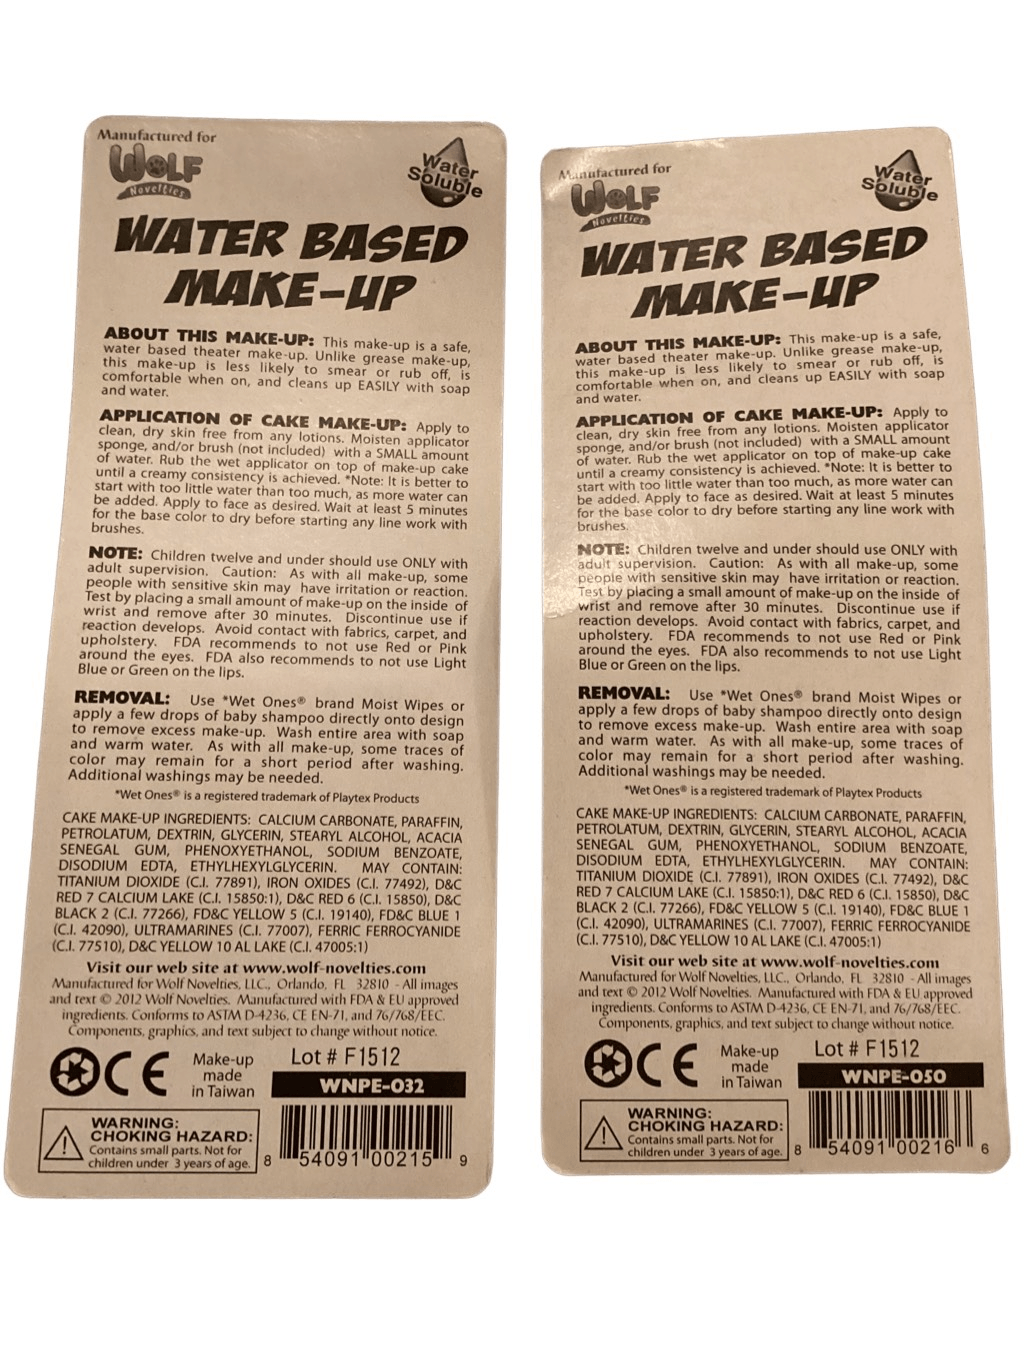 Manufactured for
WOLF
Novelties
Water
Soluble
WATER BASED
MAKE-UP
ABOUT THIS MAKE-UP: This make-up is a safe,
water based theater make-up. Unlike grease make-up,
this make-up is less likely to smear or rub off, is
comfortable when on, and cleans up EASILY with soap
and water.
APPLICATION OF CAKE MAKE-UP: Apply to
clean, dry skin free from any lotions. Moisten applicator
sponge, and/or brush (not included) with a SMALL amount
of water. Rub the wet applicator on top of make-up cake
until a creamy consistency is achieved. *Note: It is better to
start with too little water than too much, as more water can
be added. Apply to face as desired. Wait at least 5 minutes
for the base color to dry before starting any line work with
brushes.
NOTE: Children twelve and under should use ONLY with
adult supervision. Caution: As with all make-up, some
people with sensitive skin may have irritation or reaction.
Test by placing a small amount of make-up on the inside of
wrist and remove after 30 minutes. Discontinue use if
reaction develops. Avoid contact with fabrics, carpet, and
upholstery. FDA recommends to not use Red or Pink
around the eyes. FDA also recommends to not use Light
Blue or Green on the lips.
REMOVAL: Use *Wet Ones® brand Moist Wipes or
apply a few drops of baby shampoo directly onto design
to remove excess make-up. Wash entire area with soap
and warm water. As with all make-up, some traces of
color may remain for a short period after washing.
Additional washings may be needed.
*Wet Ones® is a registered trademark of Playtex Products
CAKE MAKE-UP INGREDIENTS: CALCIUM CARBONATE, PARAFFIN,
PETROLATUM, DEXTRIN, GLYCERIN, STEARYL ALCOHOL, ACACIA
SENEGAL GUM, PHENOXYETHANOL, SODIUM BENZOATE,
DISODIUM EDTA, ETHYLHEXYLGLYCERIN. MAY CONTAIN:
TITANIUM DIOXIDE (C.I. 77891), IRON OXIDES (C.I. 77492), D&C
RED 7 CALCIUM LAKE (C.I. 15850:1), D&C RED 6 (C.I. 15850), D&C
BLACK 2 (C.I. 77266), FD&C YELLOW 5 (C.I. 19140), FD&C BLUE 1
(C.I. 42090), ULTRAMARINES (C.I. 77007), FERRIC FERROCYANIDE
(C.I. 77510), D&C YELLOW 10 AL LAKE (C.I. 47005:1)
Visit our web site at www.wolf-novelties.com
Manufactured for Wolf Novelties, LLC., Orlando, FL 32810 - All images
and text © 2012 Wolf Novelties. Manufactured with FDA & EU approved
ingredients. Conforms to ASTM D-4236, CE EN-71, and 76/768/EEC.
Components, graphics, and text subject to change without notice.
CE
Make-up
made
in Taiwan
Lot # F1512
WNPE-032
WARNING:
CHOKING HAZARD:
Contains small parts. Not for
children under 3 years of age.
8 54091 00215 9
Manufactured for
WOLF
Novelties
Water
Soluble
WATER BASED
MAKE-UP
ABOUT THIS MAKE-UP: This make-up is a safe,
water based theater make-up. Unlike grease make-up,
this make-up is less likely to smear or rub off, is
comfortable when on, and cleans up EASILY with soap
and water.
APPLICATION OF CAKE MAKE-UP: Apply to
clean, dry skin free from any lotions. Moisten applicator
sponge, and/or brush (not included) with a SMALL amount
of water. Rub the wet applicator on top of make-up cake
until a creamy consistency is achieved. *Note: It is better to
start with too little water than too much, as more water can
be added. Apply to face as desired. Wait at least 5 minutes
for the base color to dry before starting any line work with
brushes.
NOTE: Children twelve and under should use ONLY with
adult supervision. Caution: As with all make-up, some
people with sensitive skin may have irritation or reaction.
Test by placing a small amount of make-up on the inside of
wrist and remove after 30 minutes. Discontinue use if
reaction develops. Avoid contact with fabrics, carpet, and
upholstery. FDA recommends to not use Red or Pink
around the eyes. FDA also recommends to not use Light
Blue or Green on the lips.
REMOVAL: Use *Wet Ones® brand Moist Wipes or
apply a few drops of baby shampoo directly onto design
to remove excess make-up. Wash entire area with soap
and warm water. As with all make-up, some traces of
color may remain for a short period after washing.
Additional washings may be needed.
*Wet Ones® is a registered trademark of Playtex Products
CAKE MAKE-UP INGREDIENTS: CALCIUM CARBONATE, PARAFFIN,
PETROLATUM, DEXTRIN, GLYCERIN, STEARYL ALCOHOL, ACACIA
SENEGAL GUM, PHENOXYETHANOL, SODIUM BENZOATE,
DISODIUM EDTA, ETHYLHEXYLGLYCERIN. MAY CONTAIN:
TITANIUM DIOXIDE (C.I. 77891), IRON OXIDES (C.I. 77492), D&C
RED 7 CALCIUM LAKE (C.I. 15850:1), D&C RED 6 (C.I. 15850), D&C
BLACK 2 (C.I. 77266), FD&C YELLOW 5 (C.I. 19140), FD&C BLUE 1
(C.I. 42090), ULTRAMARINES (C.I. 77007), FERRIC FERROCYANIDE
(C.I. 77510), D&C YELLOW 10 AL LAKE (C.I. 47005:1)
Visit our web site at www.wolf-novelties.com
Manufactured for Wolf Novelties, LLC., Orlando, FL 32810 - All images
and text © 2012 Wolf Novelties. Manufactured with FDA & EU approved
ingredients. Conforms to ASTM D-4236, CE EN-71, and 76/768/EEC.
Components, graphics, and text subject to change without notice.
CE
Make-up
made
in Taiwan
Lot # F1512
WNPE-050
WARNING:
CHOKING HAZARD:
Contains small parts. Not for
children under 3 years of age.
8 54091 00216 6